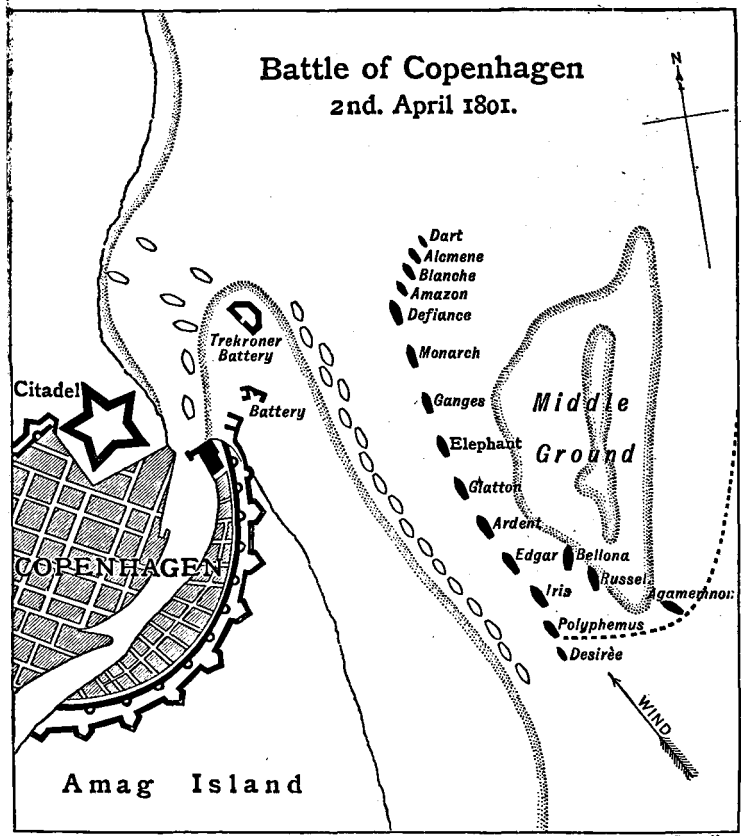 Battle of Copenhagen
2nd. April 1801.
N
Dart
Alcmene
Blanche
Amazon
Defiance
Trekroner
Battery
Monarch
Citadel
Battery
Ganges
Middle
Elephant
Ground
Glatton
Ardent
Edgar
Bellona
COPENHAGEN
Russel
Iris
Agamemnon
Polyphemus
Desirèe
WIND
Amag Island